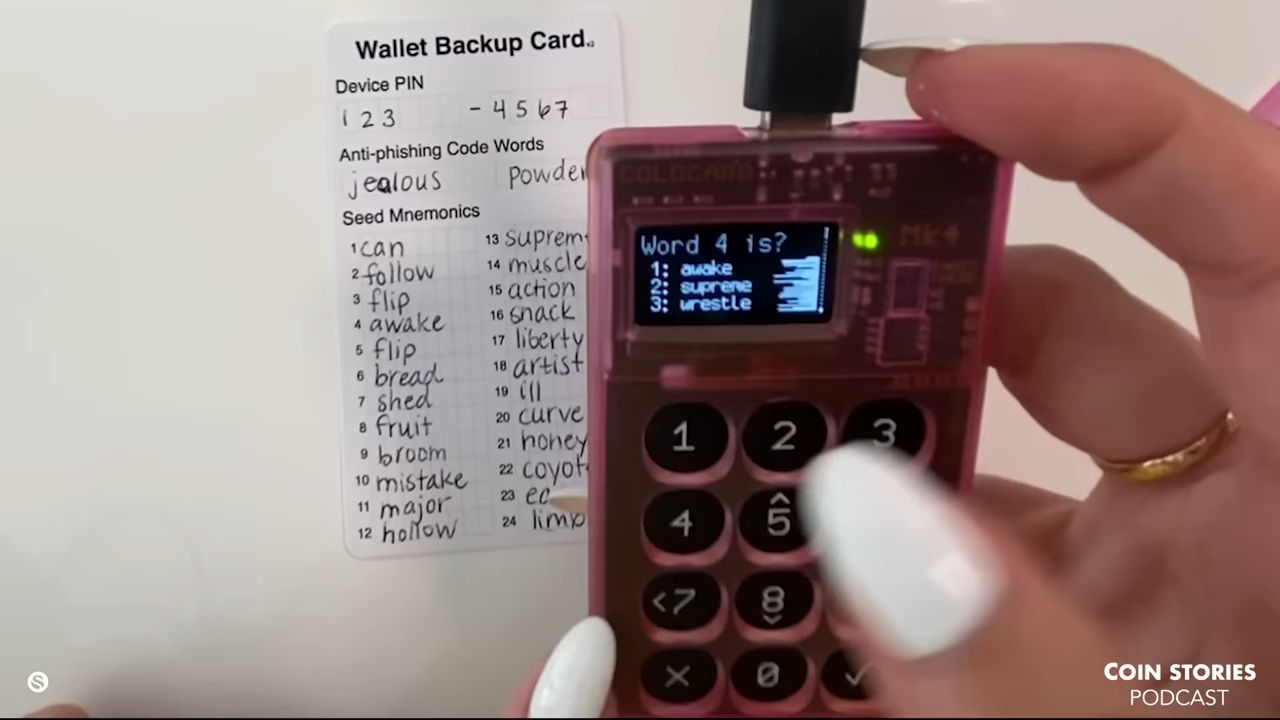 Wallet Backup Card
Device PIN
123 - 4567
Anti-phishing Code Words
jealous powder
Seed Mnemonics
1 can 13 suprem
2 follow 14 muscle
3 flip 15 action
4 awake 16 snack
5 flip 17 liberty
6 bread 18 artist
7 shed 19 ill
8 fruit 20 curve
9 broom 21 honey
10 mistake 22 coyot
11 major 23
12 hollow 24
COLDCARD
Mk4
Word 4 is?
1: awake
2: supreme
3: wrestle
1 2 3
4 5
<7 8
X 0 ✓
COIN STORIES
PODCAST